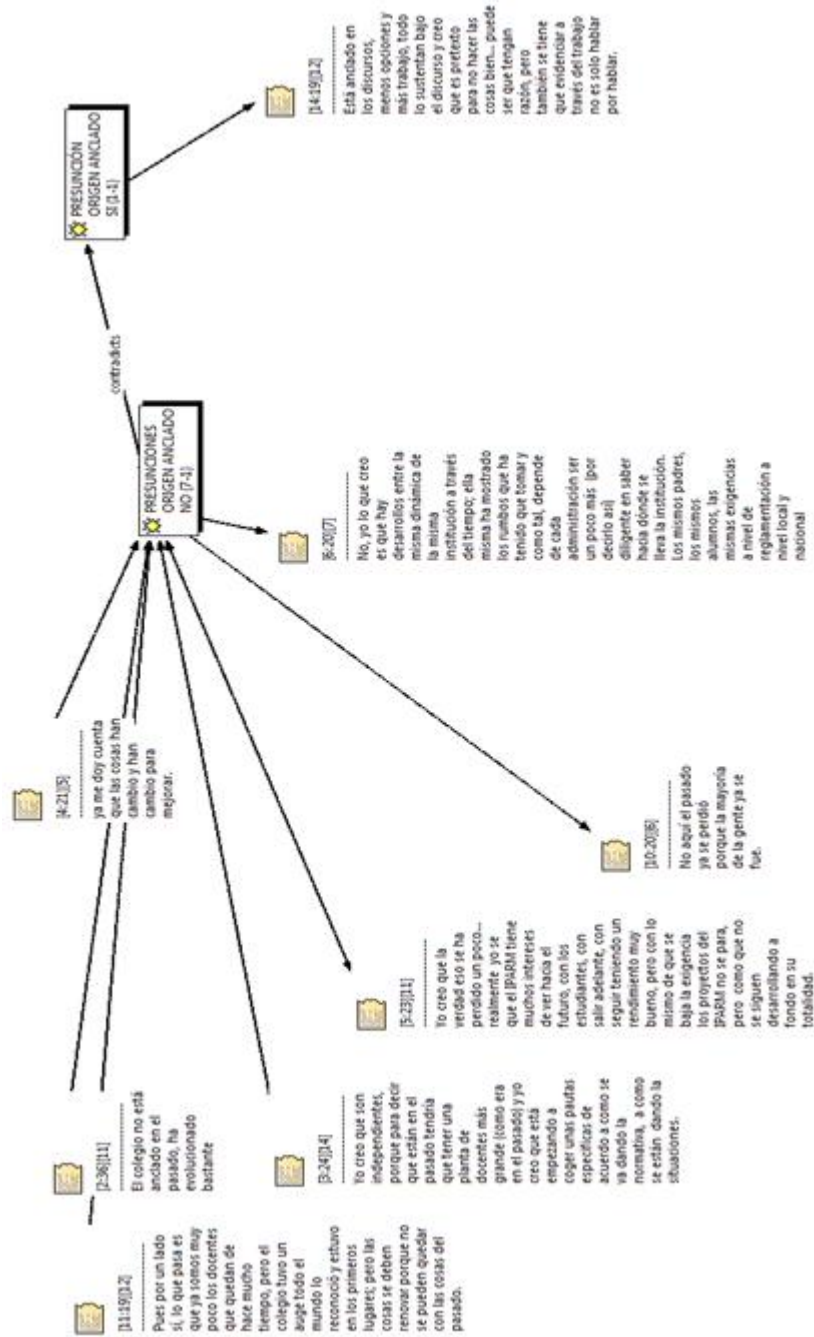 [11:19][12]
Pues por un lado
sí, lo que pasa es
que ya somos muy
poco los docentes
que quedan de
hace mucho
tiempo, pero el
colegio tuvo un
auge todo el
mundo lo
reconoció y estuvo
en los primeros
lugares; pero las
cosas se deben
renovar porque no
se pueden quedar
con las cosas del
pasado.
[2:36][11]
El colegio no está
anclado en el
pasado, ha
evolucionado
bastante
[4:21][5]
ya me doy cuenta
que las cosas han
cambio y han
cambio para
mejorar.
[3:24][14]
Yo creo que son
independientes,
porque para decir
que están en el
pasado tendría
que tener una
planta de
docentes más
grande (como era
en el pasado) y yo
creo que está
empezando a
coger unas pautas
específicas de
acuerdo a como se
va dando la
normativa, a como
se están dando la
situaciones.
[5:23][11]
Yo creo que la
verdad eso se ha
perdido un poco...
realmente yo se
que el IPARM tiene
muchos intereses
de ver hacia el
futuro, con los
estudiantes, con
salir adelante, con
seguir teniendo un
rendimiento muy
bueno, pero con lo
mismo de que se
baja la exigencia
los proyectos del
IPARM no se para,
pero como que no
se siguen
desarrollando a
fondo en su
totalidad.
[10:20][6]
No aquí el pasado
ya se perdió
porque la mayoría
de la gente ya se
fue.
PRESUNCIONES
ORIGEN ANCLADO
NO {7-1}
[6:20][7]
No, yo lo que creo
es que hay
desarrollos entre la
misma dinámica de
la misma
institución a través
del tiempo; ella
misma ha mostrado
los rumbos que ha
tenido que tomar y
como tal, depende
de cada
administración ser
un poco más (por
decirlo así)
diligente en saber
hacia dónde se
lleva la institución.
Los mismos padres,
los mismos
alumnos, las
mismas exigencias
a nivel de
reglamentación a
nivel local y
nacional
contradicts
PRESUNCIÓN
ORIGEN ANCLADO
SI {1-1}
[14:19][12]
Está anclado en
los discursos,
menos opciones y
más trabajo, todo
lo sustentan bajo
el discurso y creo
que es pretexto
para no hacer las
cosas bien... puede
ser que tengan
razón, pero
también se tiene
que evidenciar a
través del trabajo
no es solo hablar
por hablar.